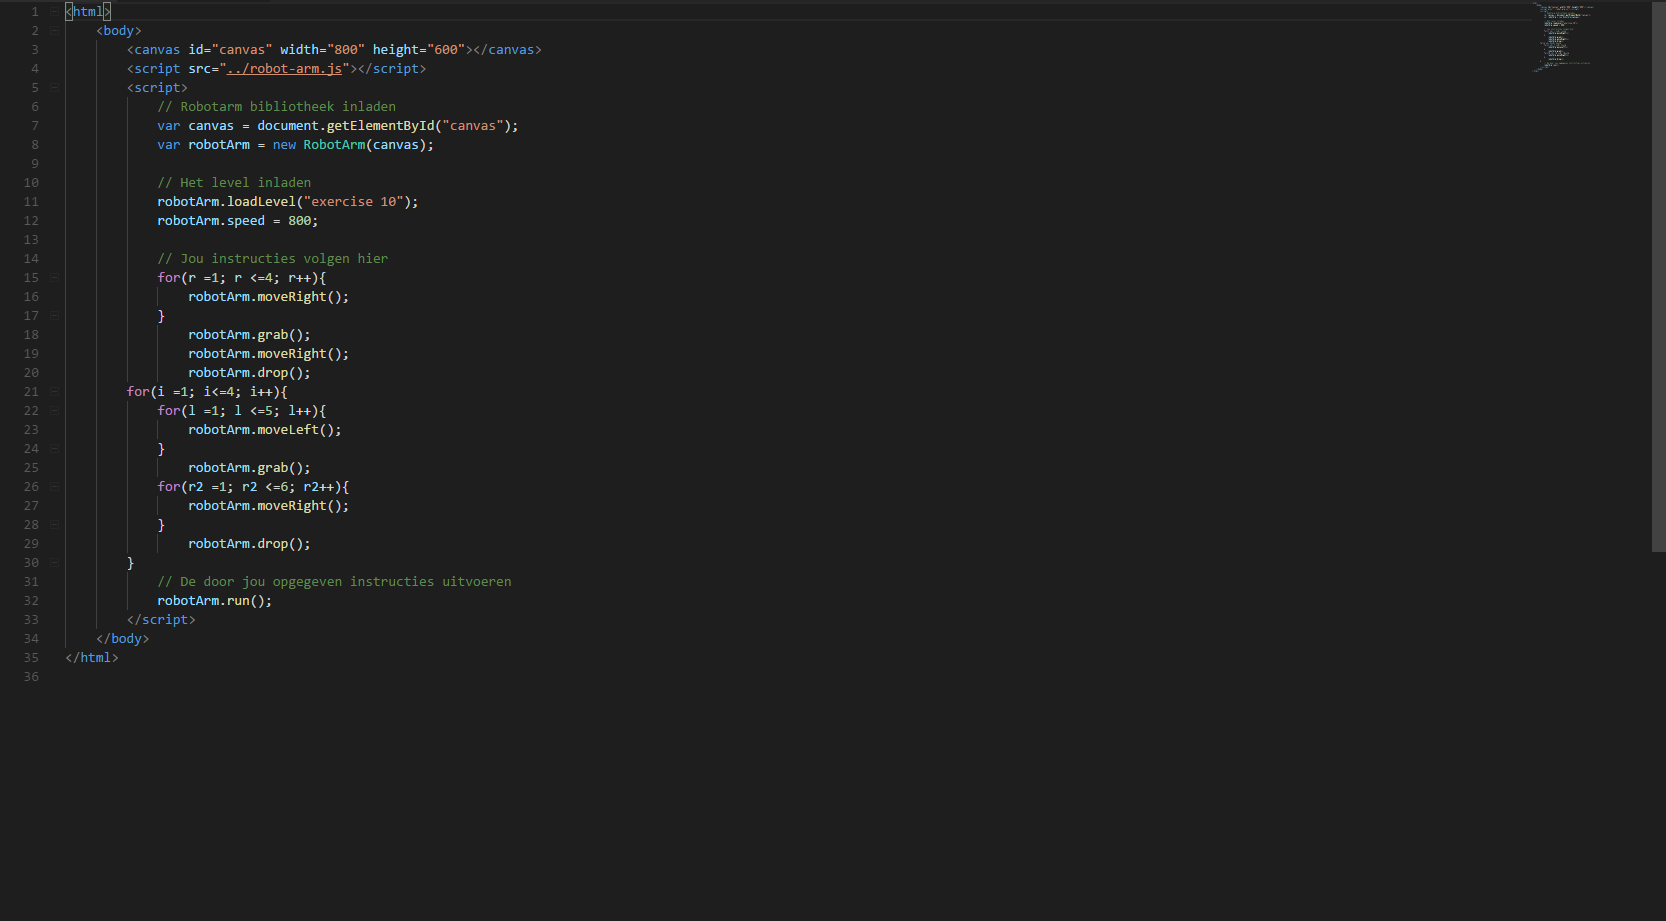 1 <html>
2 <body>
3 <canvas id="canvas" width="800" height="600"></canvas>
4 <script src="../robot-arm.js"></script>
5 <script>
6 // Robotarm bibliotheek inladen
7 var canvas = document.getElementById("canvas");
8 var robotArm = new RobotArm(canvas);
9
10 // Het level inladen
11 robotArm.loadLevel("exercise 10");
12 robotArm.speed = 800;
13
14 // Jou instructies volgen hier
15 for(r =1; r <=4; r++){
16 robotArm.moveRight();
17 }
18 robotArm.grab();
19 robotArm.moveRight();
20 robotArm.drop();
21 for(i =1; i<=4; i++){
22 for(l =1; l <=5; l++){
23 robotArm.moveLeft();
24 }
25 robotArm.grab();
26 for(r2 =1; r2 <=6; r2++){
27 robotArm.moveRight();
28 }
29 robotArm.drop();
30 }
31 // De door jou opgegeven instructies uitvoeren
32 robotArm.run();
33 </script>
34 </body>
35 </html>
36